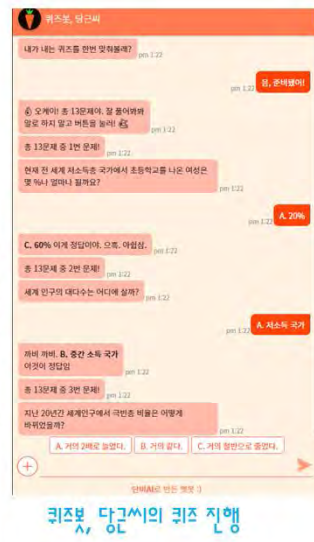 퀴즈봇, 당근씨
내가 내는 퀴즈를 한번 맞춰볼래?
pm 1:22
pm 1:22
응, 준비됐어!
오케이! 총 13문제야. 잘 풀어봐봐
말로 하지 말고 버튼을 눌러!
pm 1:22
총 13문제 중 1번 문제!
pm 1:22
현재 전 세계 저소득층 국가에서 초등학교를 나온 여성은
몇 %나 얼마나 될까요?
pm 1:22
pm 1:22
A. 20%
C. 60% 이게 정답이야. 으흑. 아쉽심.
pm 1:22
총 13문제 중 2번 문제!
pm 1:22
세계 인구의 대다수는 어디에 살까?
pm 1:22
pm 1:22
A. 저소득 국가
까비 까비. B. 중간 소득 국가
이것이 정답임
pm 1:22
총 13문제 중 3번 문제!
pm 1:22
지난 20년간 세계인구에서 극빈층 비율은 어떻게
바뀌었을까?
pm 1:22
A. 거의 2배로 늘었다.
B. 거의 같다.
C. 거의 절반으로 줄었다.
단비AI로 만든 챗봇 :)
퀴즈봇, 당근씨의 퀴즈 진행